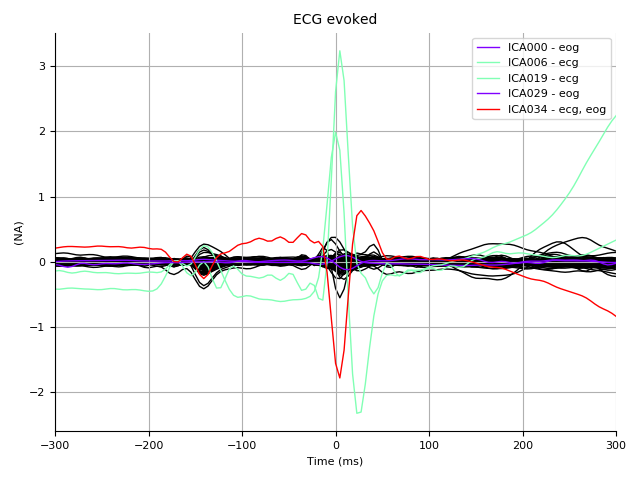 ECG evoked
ICA000 - eog
ICA006 - ecg
ICA019 - ecg
ICA029 - eog
ICA034 - ecg, eog
(NA)
3
2
1
0
−1
−2
−300
−200
−100
0
100
200
300
Time (ms)